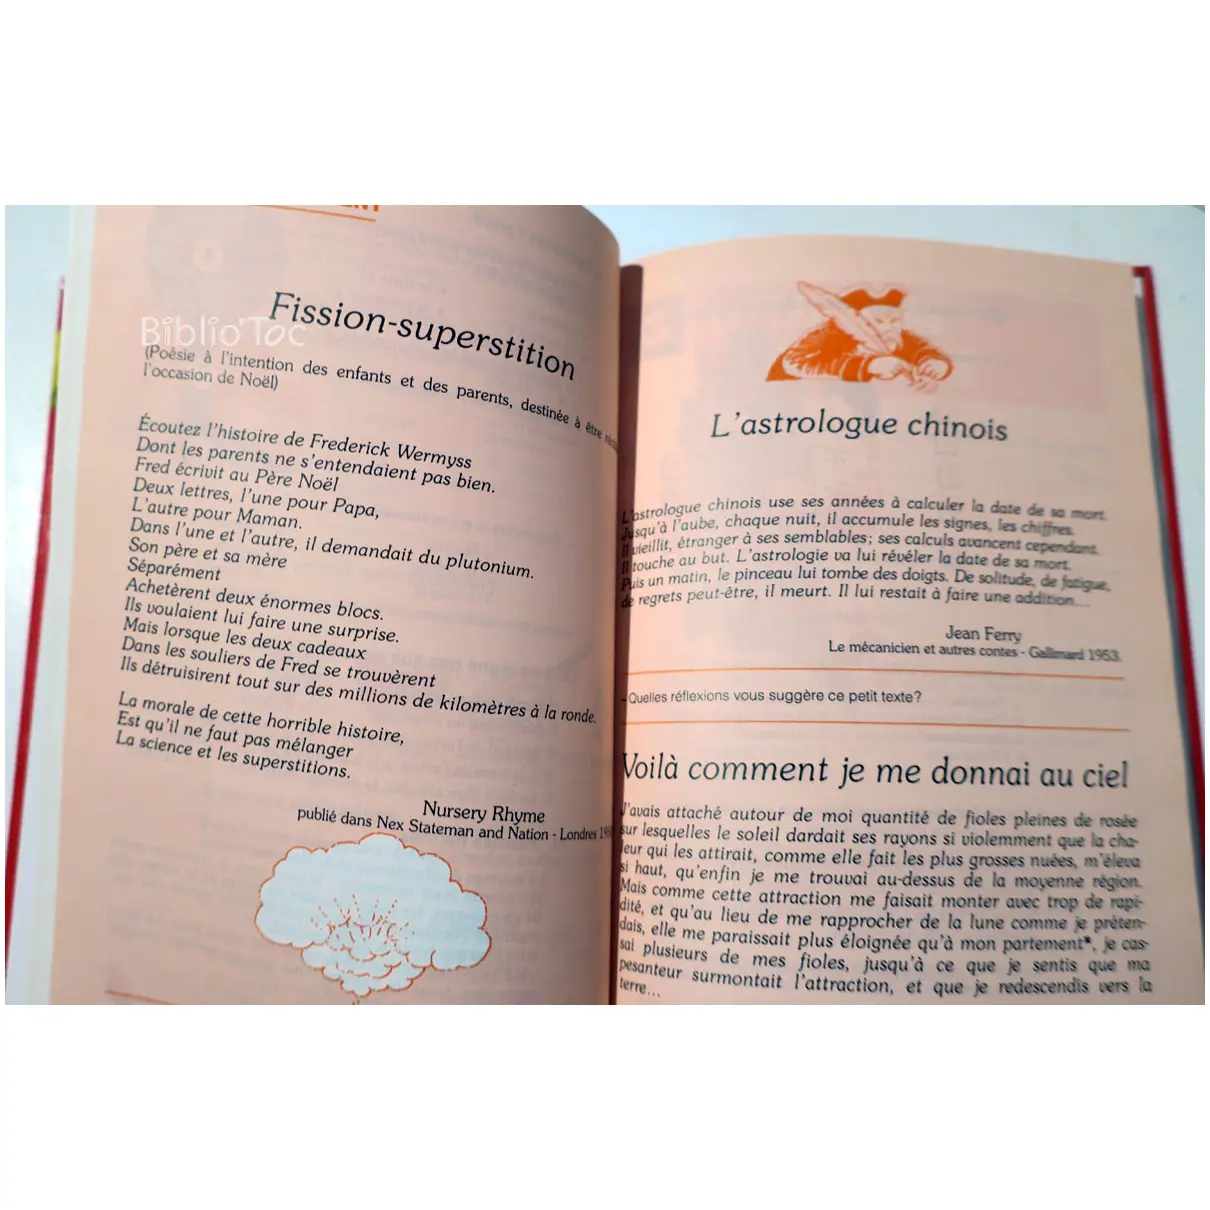 Biblio'Toc
Fission-superstition
(Poésie à l'intention des enfants et des parents, destinée à être
l'occasion de Noël)
Écoutez l'histoire de Frederick Wermyss
Dont les parents ne s'entendaient pas bien.
Fred écrivit au Père Noël
Deux lettres, l'une pour Papa,
L'autre pour Maman.
Dans l'une et l'autre, il demandait du plutonium.
Son père et sa mère
Séparément
Achetèrent deux énormes blocs.
Ils voulaient lui faire une surprise.
Mais lorsque les deux cadeaux
Dans les souliers de Fred se trouvèrent
Ils détruisirent tout sur des millions de kilomètres à la ronde.
La morale de cette horrible histoire,
Est qu'il ne faut pas mélanger
La science et les superstitions.
Nursery Rhyme
publié dans Nex Stateman and Nation - Londres
L'astrologue chinois
L'astrologue chinois use ses années à calculer la date de sa mort.
Jusqu'à l'aube, chaque nuit, il accumule les signes, les chiffres.
Il vieillit, étranger à ses semblables; ses calculs avancent cependant.
Il touche au but. L'astrologie va lui révéler la date de sa mort.
Puis un matin, le pinceau lui tombe des doigts. De solitude, de fatigue,
de regrets peut-être, il meurt. Il lui restait à faire une addition...
Jean Ferry
Le mécanicien et autres contes - Gallimard 1953.
- Quelles réflexions vous suggère ce petit texte?
Voilà comment je me donnai au ciel
J'avais attaché autour de moi quantité de fioles pleines de rosée
sur lesquelles le soleil dardait ses rayons si violemment que la cha-
leur qui les attirait, comme elle fait les plus grosses nuées, m'éleva
si haut, qu'enfin je me trouvai au-dessus de la moyenne région.
Mais comme cette attraction me faisait monter avec trop de rapi-
dité, et qu'au lieu de me rapprocher de la lune comme je préten-
dais, elle me paraissait plus éloignée qu'à mon partement*, je cas-
sai plusieurs de mes fioles, jusqu'à ce que je sentis que ma
pesanteur surmontait l'attraction, et que je redescendis vers la
terre...